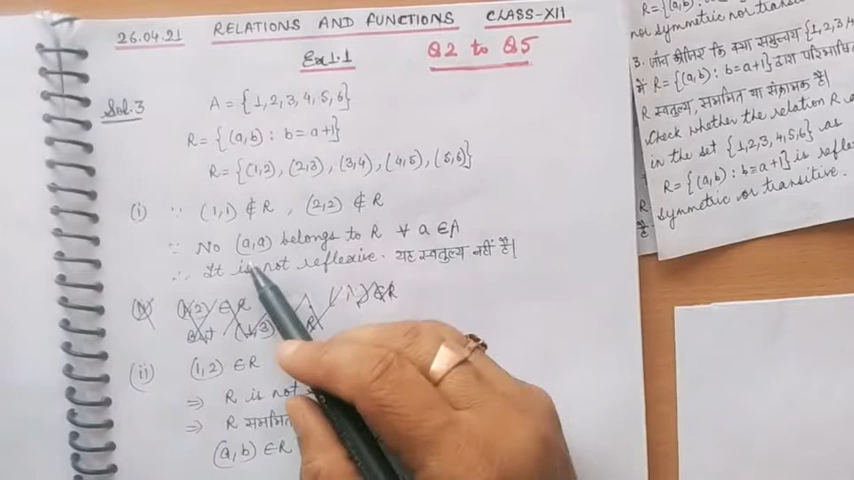 26.04.21 RELATIONS AND FUNCTIONS CLASS-XII
Ex 1.1 Q2 to Q5
Sol.3 A = {1,2,3,4,5,6}
R = {(a,b) : b = a+1}
R = {(1,2), (2,3), (3,4), (4,5), (5,6)}
(i) ∵ (1,1) ∉ R , (2,2) ∉ R
∵ No (a,a) belongs to R ∀ a ∈ A
∴ It is not reflexive. यह स्वतुल्य नहीं है|
(ii) (1,2) ∈ R
⇒ R is not
⇒ R सममित
(a,b) ∈ R
R = {(a,b):
nor symmetric nor transi
3. जाँच कीजिए कि क्या समुच्चय {1,2,3,4
में R = {(a,b) : b = a+1} द्वारा परिभाषि
R स्वतुल्य, सममित या संक्रामक है|
Check whether the relation R
in the set {1,2,3,4,5,6} as
R = {(a,b) : b = a+1} is refle
symmetric or transitive.